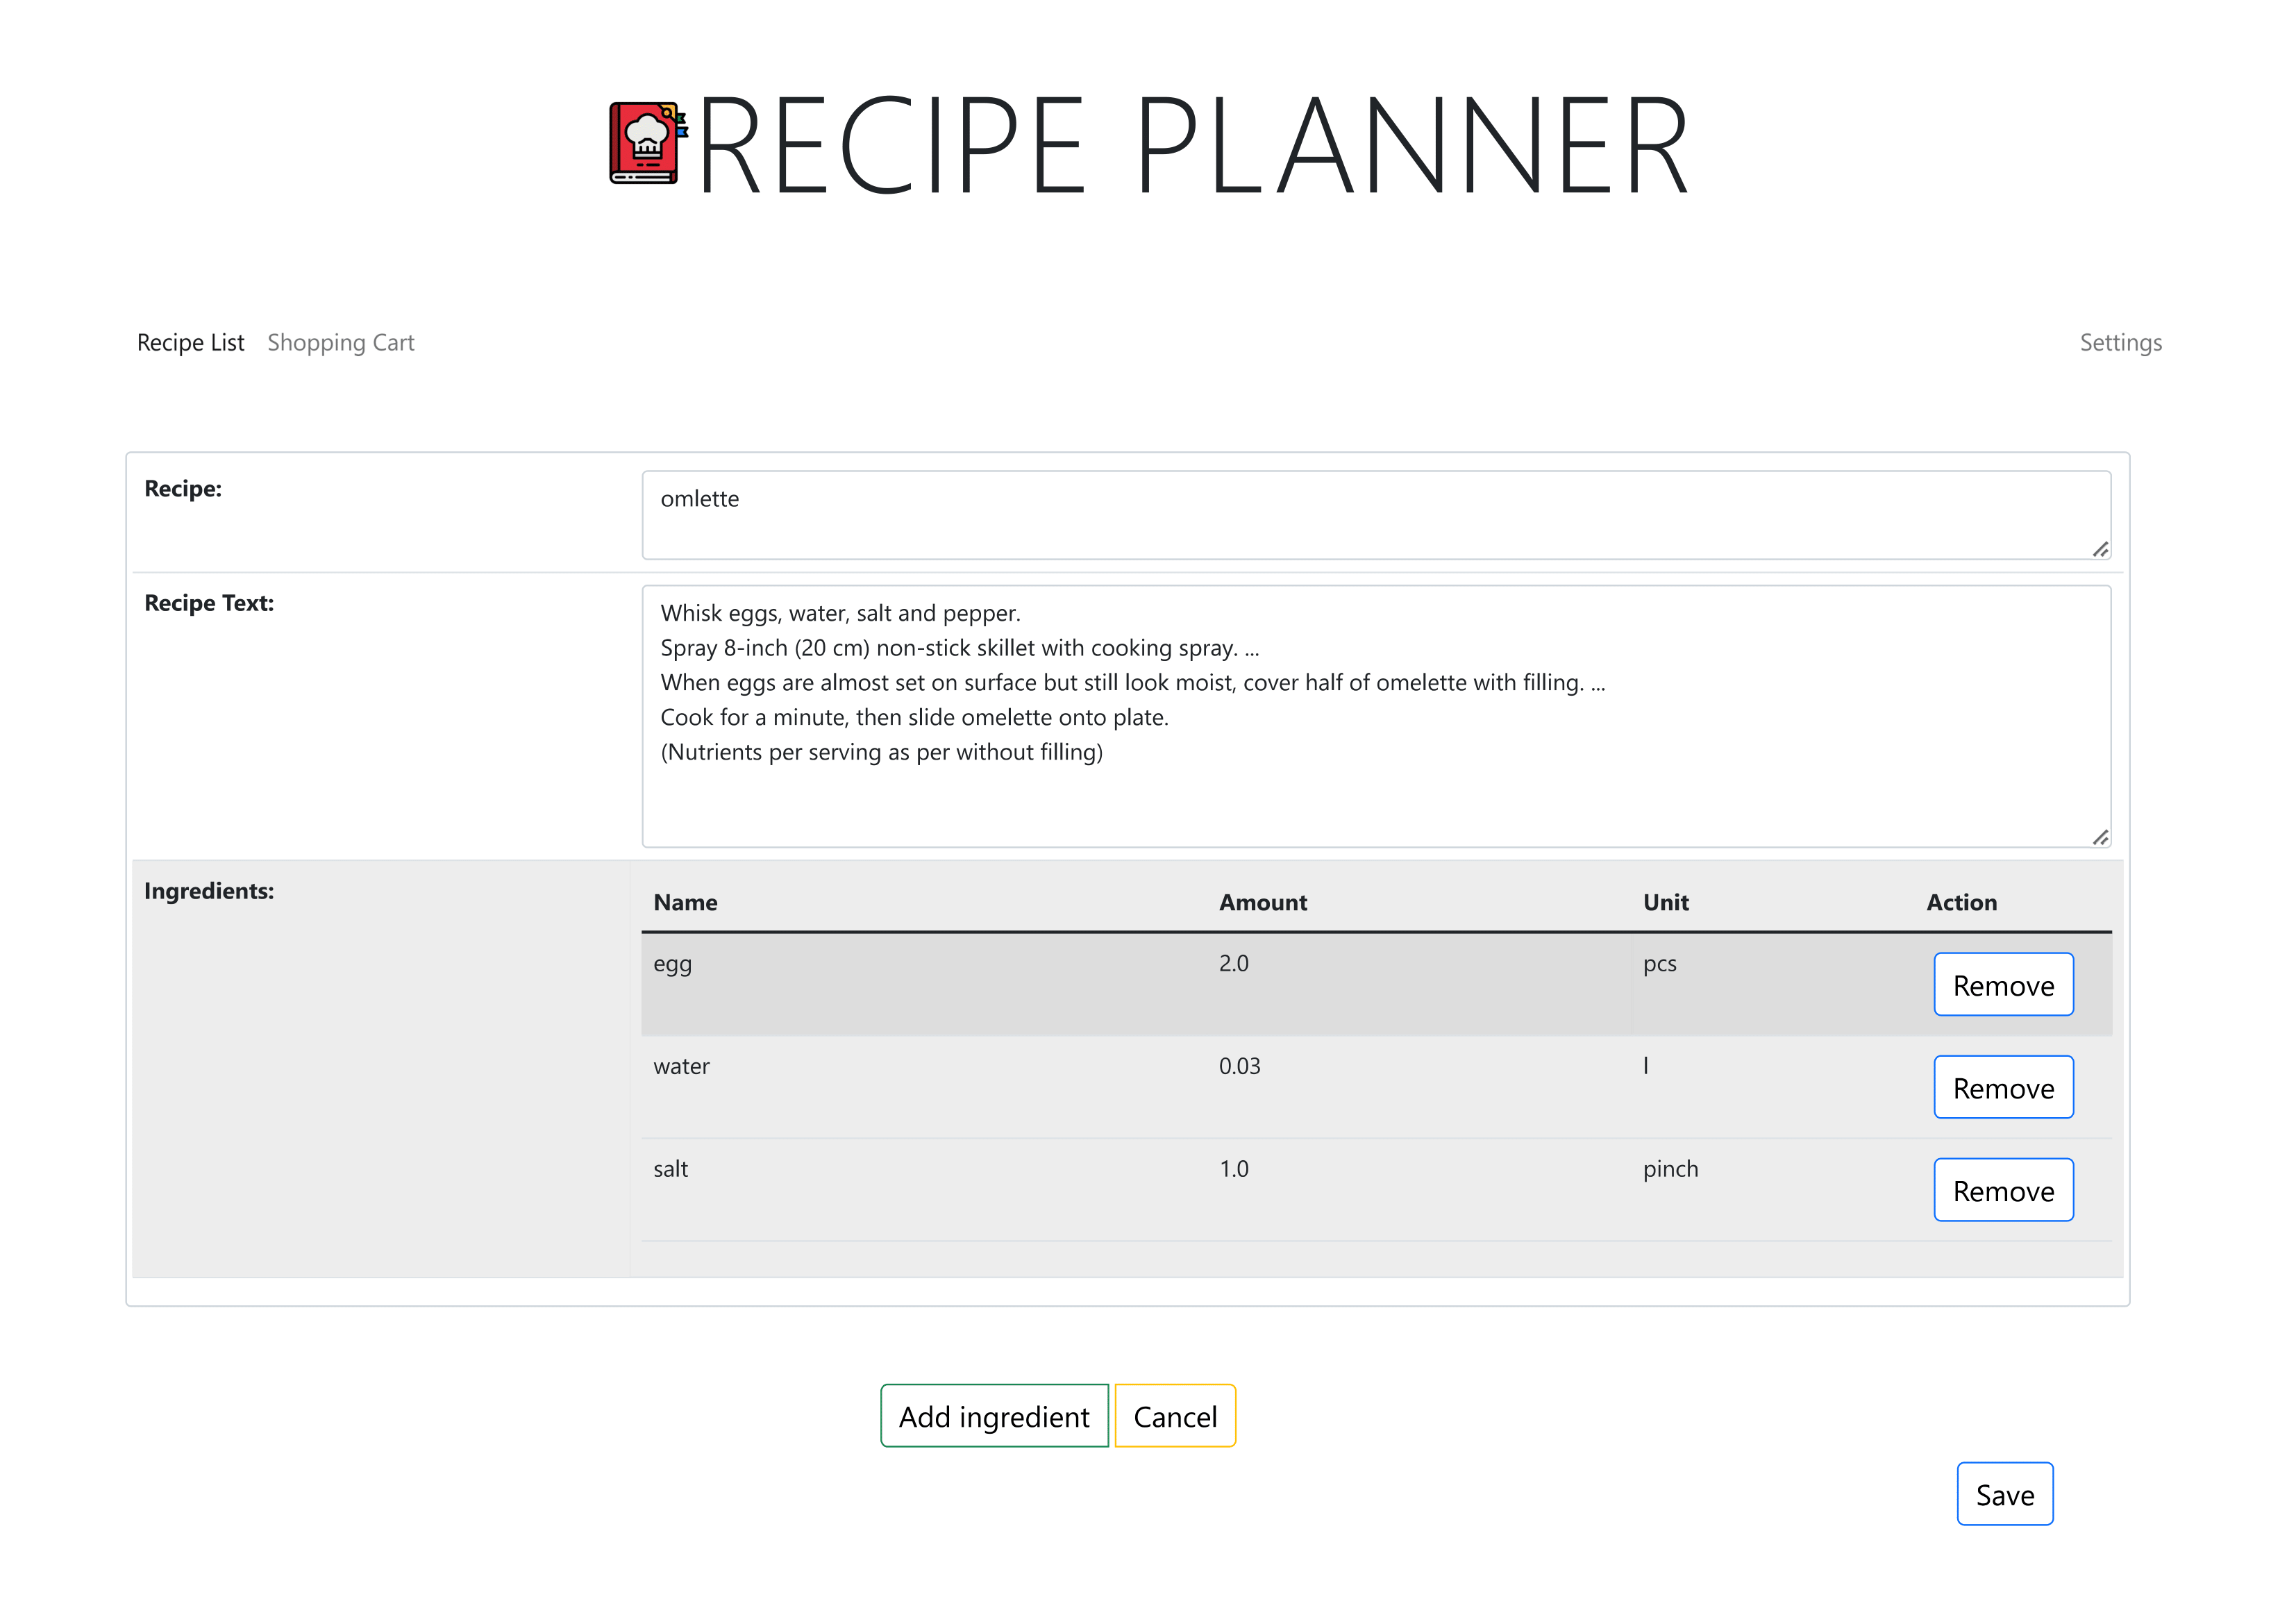 RECIPE PLANNER
Recipe List Shopping Cart Settings
Recipe: omlette
Recipe Text: Whisk eggs, water, salt and pepper.
Spray 8-inch (20 cm) non-stick skillet with cooking spray. ...
When eggs are almost set on surface but still look moist, cover half of omelette with filling. ...
Cook for a minute, then slide omelette onto plate.
(Nutrients per serving as per without filling)
Ingredients: Name Amount Unit Action
egg 2.0 pcs Remove
water 0.03 l Remove
salt 1.0 pinch Remove
Add ingredient Cancel
Save